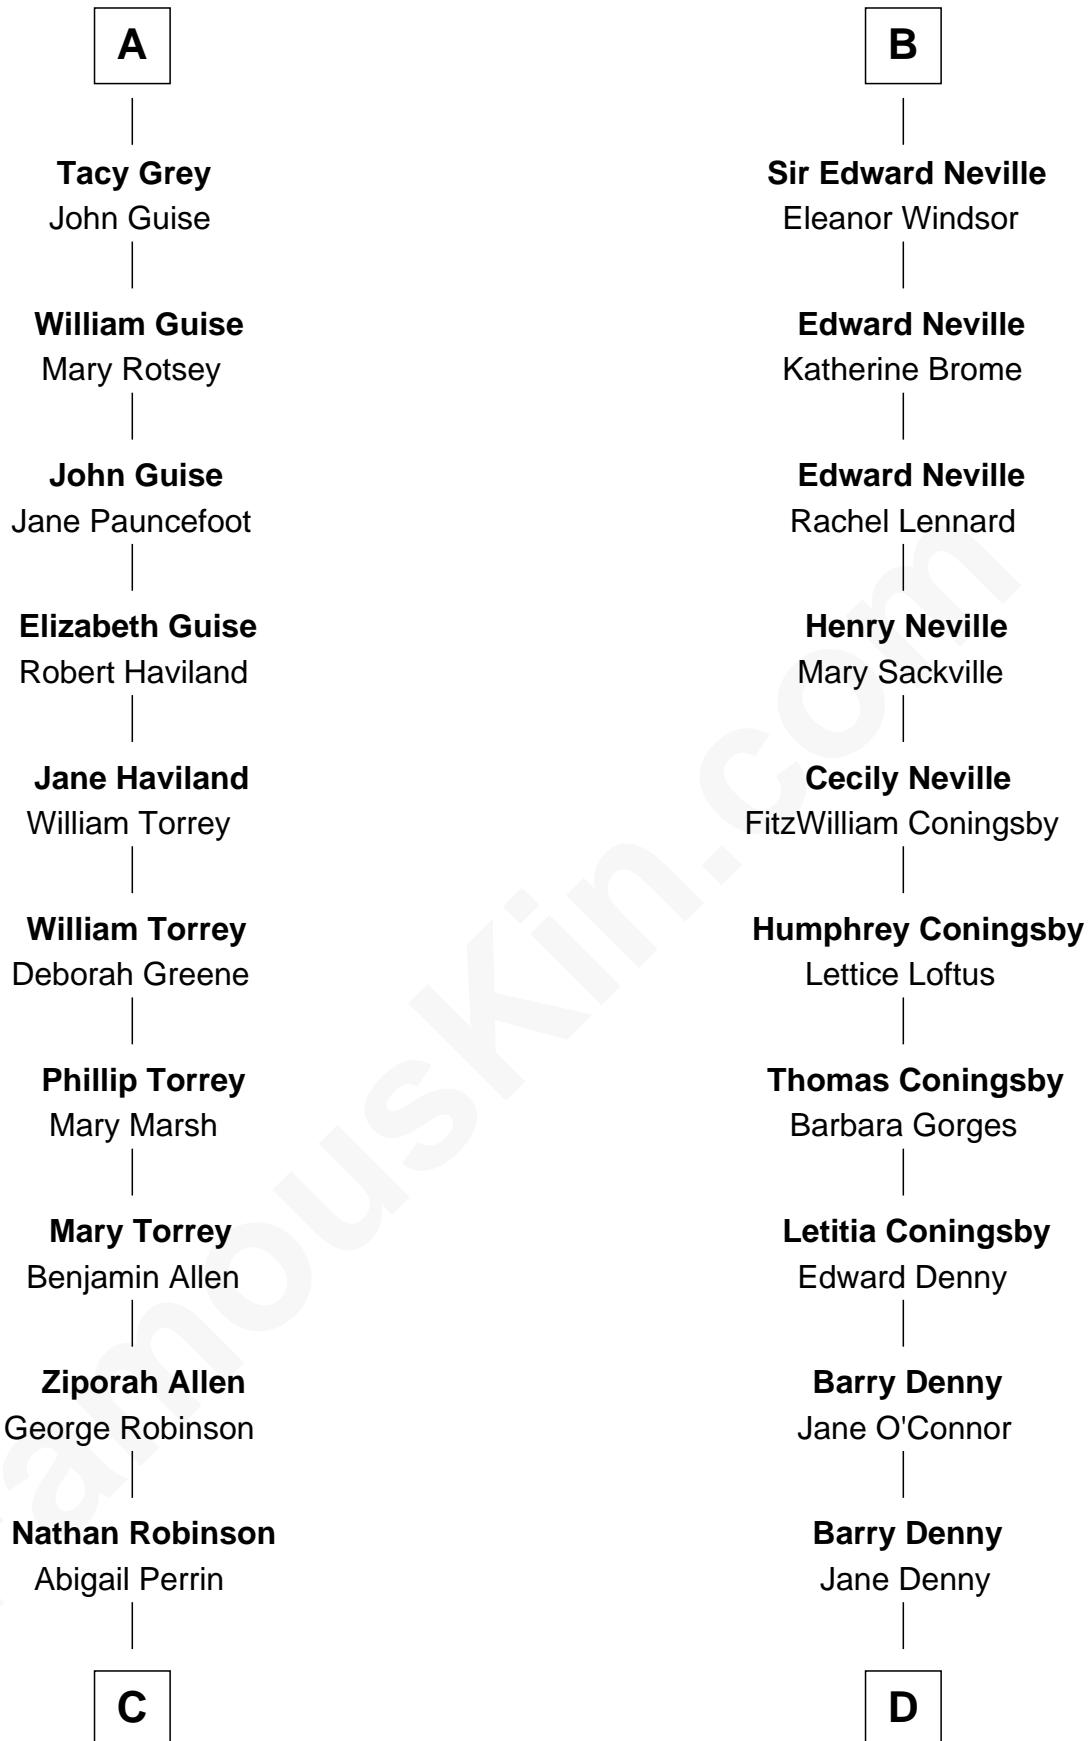 A
Tacy Grey
John Guise
William Guise
Mary Rotsey
John Guise
Jane Pauncefoot
Elizabeth Guise
Robert Haviland
Jane Haviland
William Torrey
William Torrey
Deborah Greene
Phillip Torrey
Mary Marsh
Mary Torrey
Benjamin Allen
Ziporah Allen
George Robinson
Nathan Robinson
Abigail Perrin
C
B
Sir Edward Neville
Eleanor Windsor
Edward Neville
Katherine Brome
Edward Neville
Rachel Lennard
Henry Neville
Mary Sackville
Cecily Neville
FitzWilliam Coningsby
Humphrey Coningsby
Lettice Loftus
Thomas Coningsby
Barbara Gorges
Letitia Coningsby
Edward Denny
Barry Denny
Jane O'Connor
Barry Denny
Jane Denny
D
FamousKin.com